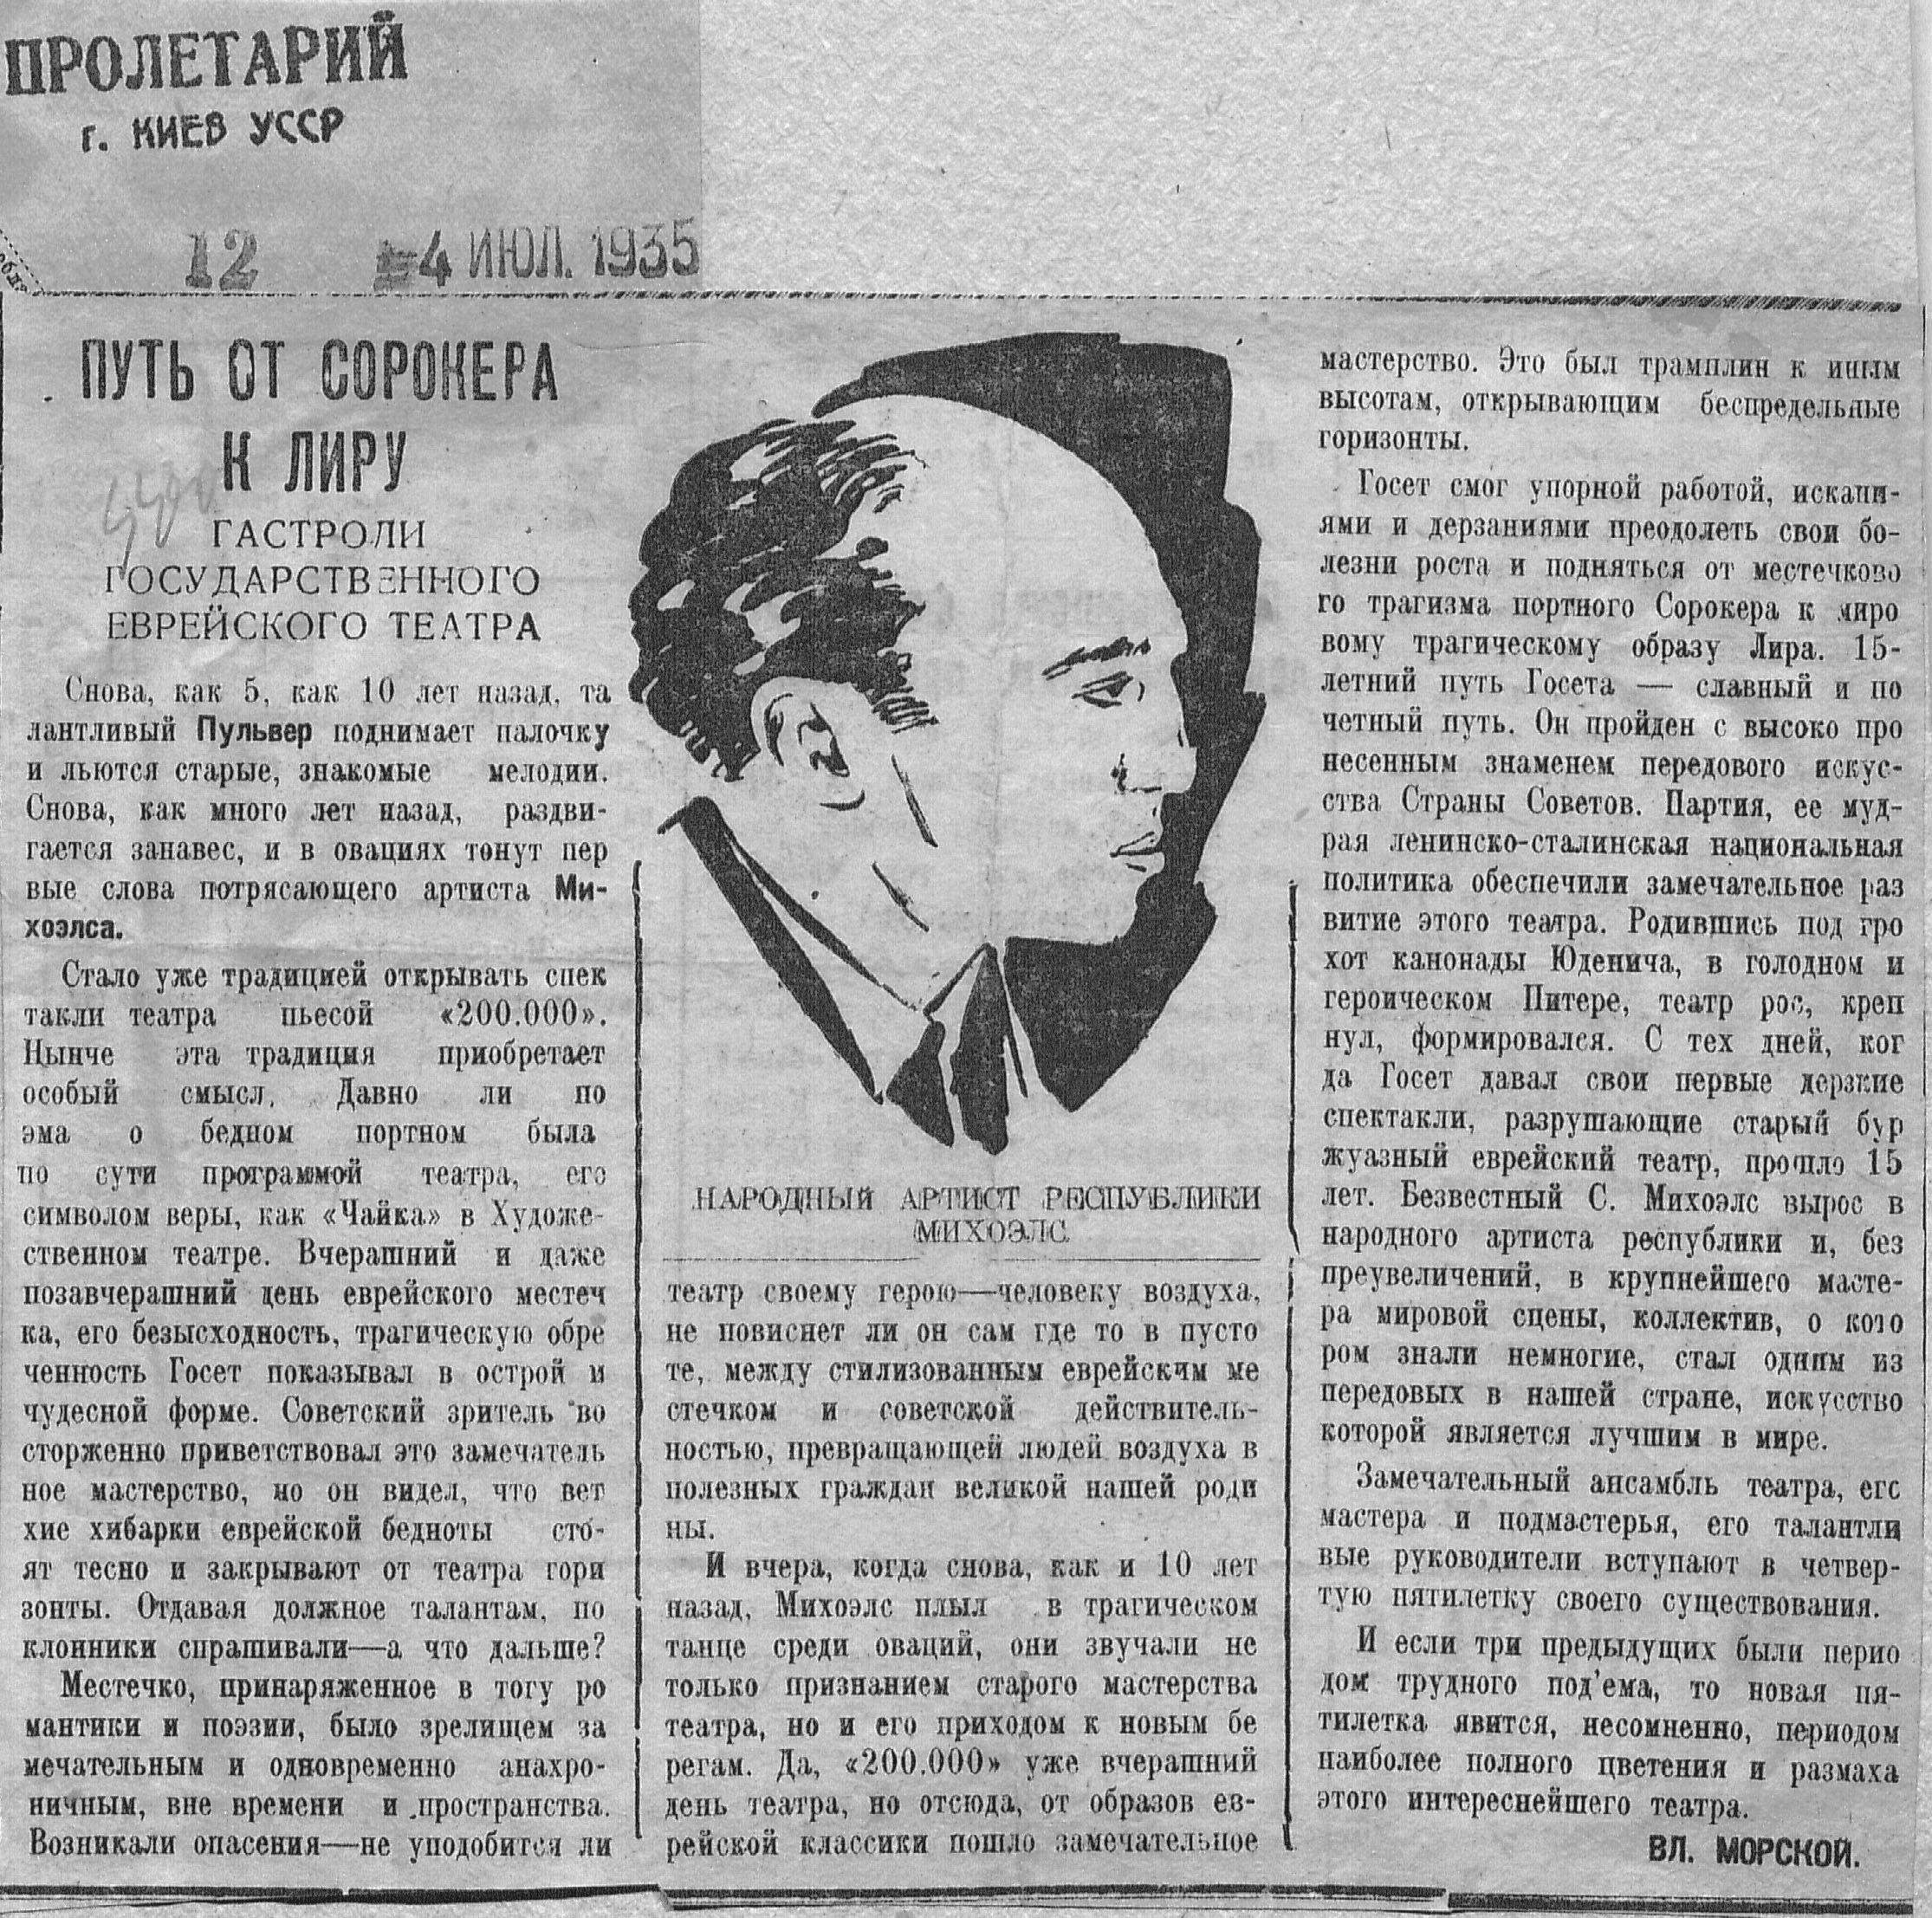 ПРОЛЕТАРИЙ
г. КИЕВ УССР
12 4 ИЮЛ. 1935
ПУТЬ ОТ СОРОКЕРА
К ЛИРУ
ГАСТРОЛИ
ГОСУДАРСТВЕННОГО
ЕВРЕЙСКОГО ТЕАТРА
Снова, как 5, как 10 лет назад, та
лантливый Пульвер поднимает палочку
и льются старые, знакомые мелодии.
Снова, как много лет назад, раздви-
гается занавес, и в овациях тонут пер
вые слова потрясающего артиста Ми-
хоэлса.
Стало уже традицией открывать спек
такли театра пьесой «200.000».
Нынче эта традиция приобретает
особый смысл. Давно ли по
эма о бедном портном была
по сути программой театра, его
символом веры, как «Чайка» в Художе-
ственном театре. Вчерашний и даже
позавчерашний день еврейского местеч
ка, его безысходность, трагическую обре
ченность Госет показывал в острой и
чудесной форме. Советский зритель во
сторженно приветствовал это замечатель
ное мастерство, но он видел, что вет
хие хибарки еврейской бедноты сто-
ят тесно и закрывают от театра гори
зонты. Отдавая должное талантам, по
клонники спрашивали—а что дальше?
Местечко, принаряженное в тогу ро
мантики и поэзии, было зрелищем за
мечательным и одновременно анахро-
ничным, вне времени и пространства.
Возникали опасения—не уподобится ли
НАРОДНЫЙ АРТИСТ РЕСПУБЛИКИ
МИХОЭЛС
театр своему герою—человеку воздуха,
не повиснет ли он сам где то в пусто
те, между стилизованным еврейским ме
стечком и советской действитель-
ностью, превращающей людей воздуха в
полезных граждан великой нашей роди
ны.
И вчера, когда снова, как и 10 лет
назад, Михоэлс плыл в трагическом
танце среди оваций, они звучали не
только признанием старого мастерства
театра, но и его приходом к новым бе
регам. Да, «200.000» уже вчерашний
день театра, но отсюда, от образов ев-
рейской классики пошло замечательное
мастерство. Это был трамплин к иным
высотам, открывающим беспредельные
горизонты.
Госет смог упорной работой, искани-
ями и дерзаниями преодолеть свои бо-
лезни роста и подняться от местечково
го трагизма портного Сорокера к миро
вому трагическому образу Лира. 15-
летний путь Госета — славный и по
четный путь. Он пройден с высоко про
несенным знаменем передового искус-
ства Страны Советов. Партия, ее муд-
рая ленинско-сталинская национальная
политика обеспечили замечательное раз
витие этого театра. Родившись под гро
хот канонады Юденича, в голодном и
героическом Питере, театр рос, креп
нул, формировался. С тех дней, ког
да Госет давал свои первые дерзкие
спектакли, разрушающие старый бур
жуазный еврейский театр, прошло 15
лет. Безвестный С. Михоэлс вырос в
народного артиста республики и, без
преувеличений, в крупнейшего масте-
ра мировой сцены, коллектив, о кото
ром знали немногие, стал одним из
передовых в нашей стране, искусство
которой является лучшим в мире.
Замечательный ансамбль театра, его
мастера и подмастерья, его талантли
вые руководители вступают в четвер-
тую пятилетку своего существования.
И если три предыдущих были перио
дом трудного под'ема, то новая пя-
тилетка явится, несомненно, периодом
наиболее полного цветения и размаха
этого интереснейшего театра.
ВЛ. МОРСКОЙ.